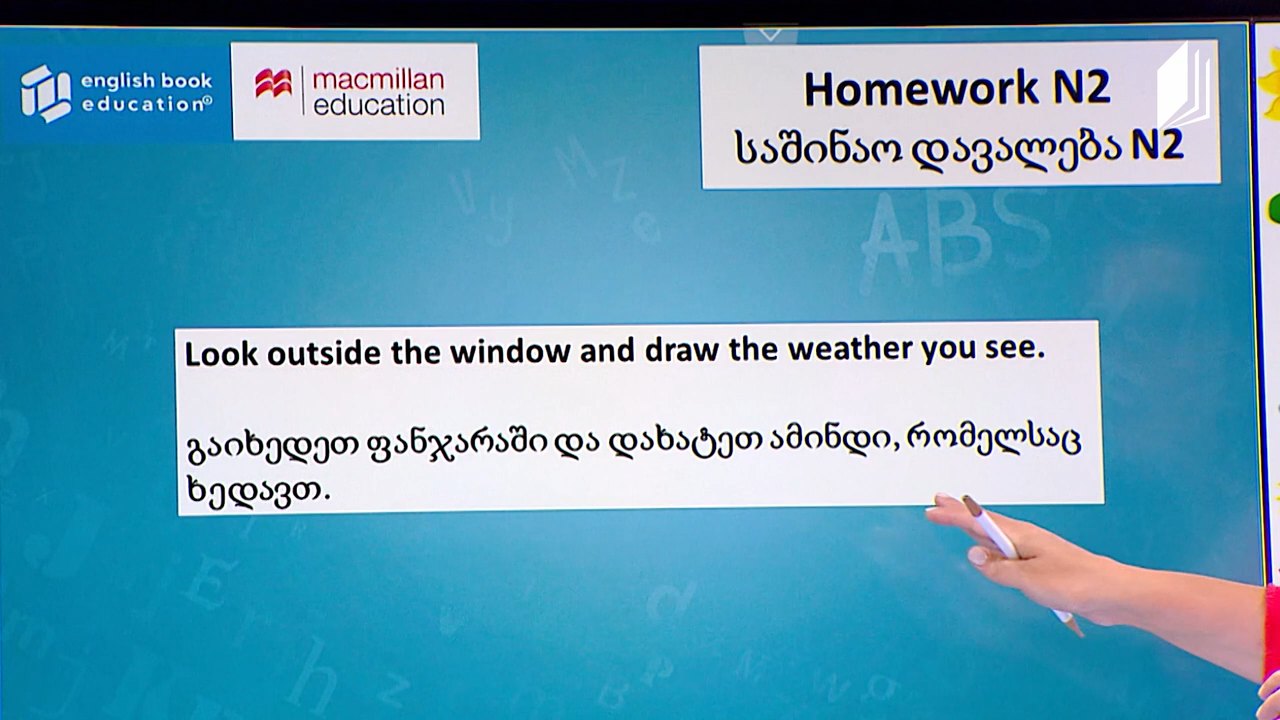 english book
education®
macmillan
education
Homework N2
საშინაო დავალება N2
ABS
Look outside the window and draw the weather you see.
გაიხედეთ ფანჯარაში და დახატეთ ამინდი, რომელსაც
ხედავთ.